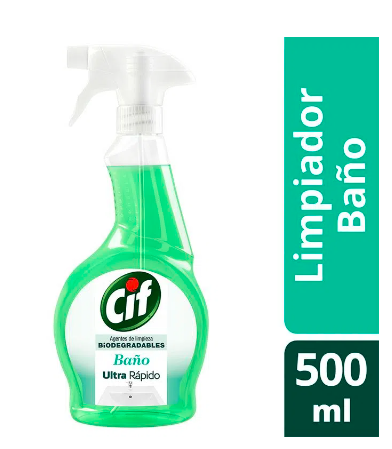 Cif
Agentes de limpieza
BiODEGRADABLES
Baño
Ultra Rápido
Limpiador
Baño
500
ml